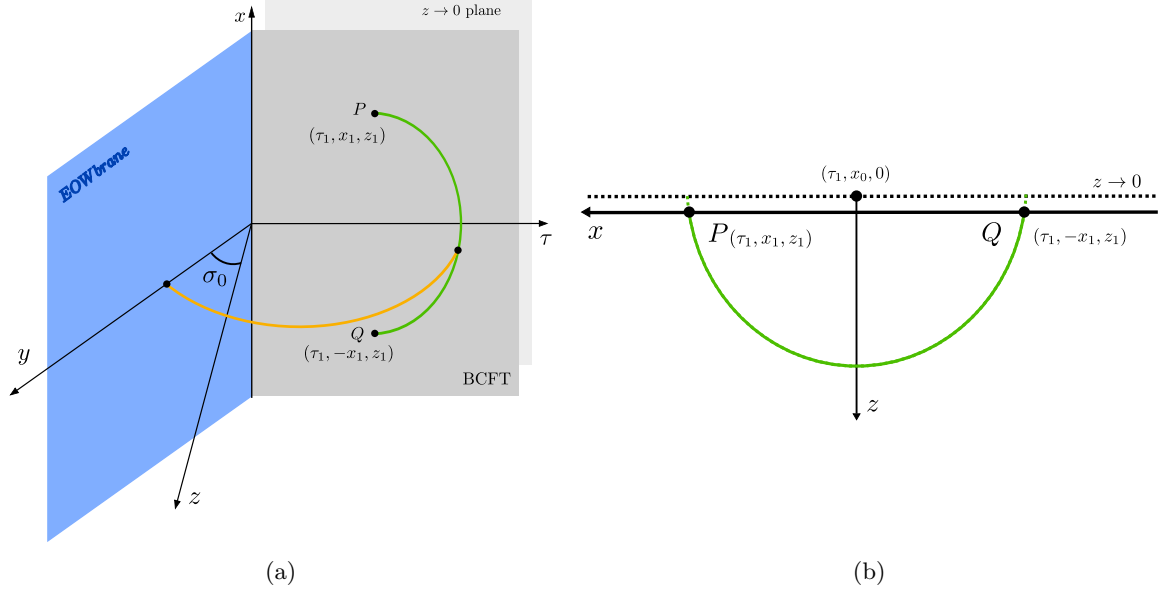 x
z → 0 plane
P
(τ₁, x₁, z₁)
EOWbrane
τ
σ₀
Q
(τ₁, −x₁, z₁)
y
BCFT
z
(a)
(τ₁, x₀, 0)
z → 0
x
P(τ₁, x₁, z₁)
Q
(τ₁, −x₁, z₁)
z
(b)